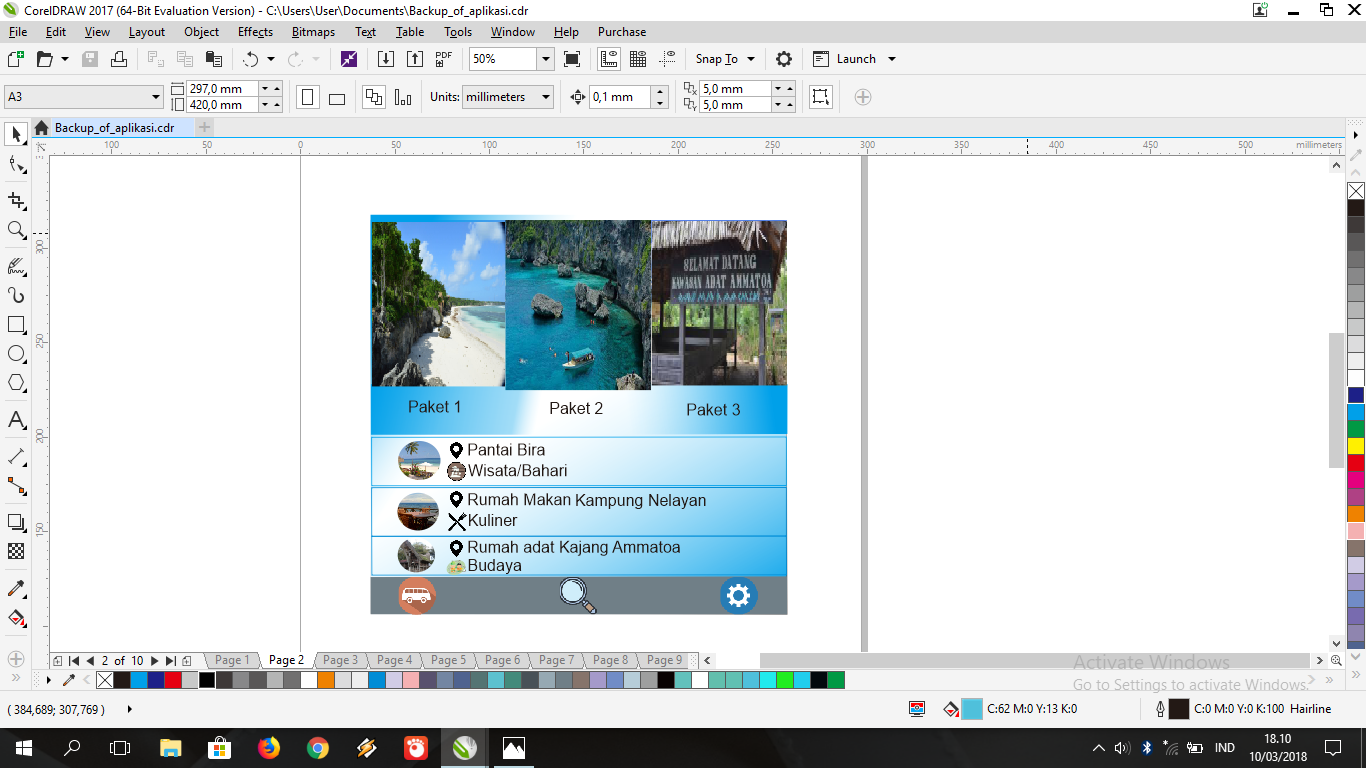 CorelDRAW 2017 (64-Bit Evaluation Version) - C:\Users\User\Documents\Backup_of_aplikasi.cdr
File Edit View Layout Object Effects Bitmaps Text Table Tools Window Help Purchase
PDF 50% Snap To Launch
A3 297,0 mm 420,0 mm Units: millimeters 0,1 mm 5,0 mm 5,0 mm
Backup_of_aplikasi.cdr
100 50 0 50 100 150 200 250 300 350 400 450 500 millimeters
300
250
200
150
SELAMAT DATANG
KAWASAN ADAT AMMATOA
Paket 1 Paket 2 Paket 3
Pantai Bira
Wisata/Bahari
Rumah Makan Kampung Nelayan
Kuliner
Rumah adat Kajang Ammatoa
Budaya
2 of 10 Page 1 Page 2 Page 3 Page 4 Page 5 Page 6 Page 7 Page 8 Page 9
Activate Windows
Go to Settings to activate Windows.
( 384,689; 307,769 ) C:62 M:0 Y:13 K:0 C:0 M:0 Y:0 K:100 Hairline
IND 18.10
10/03/2018